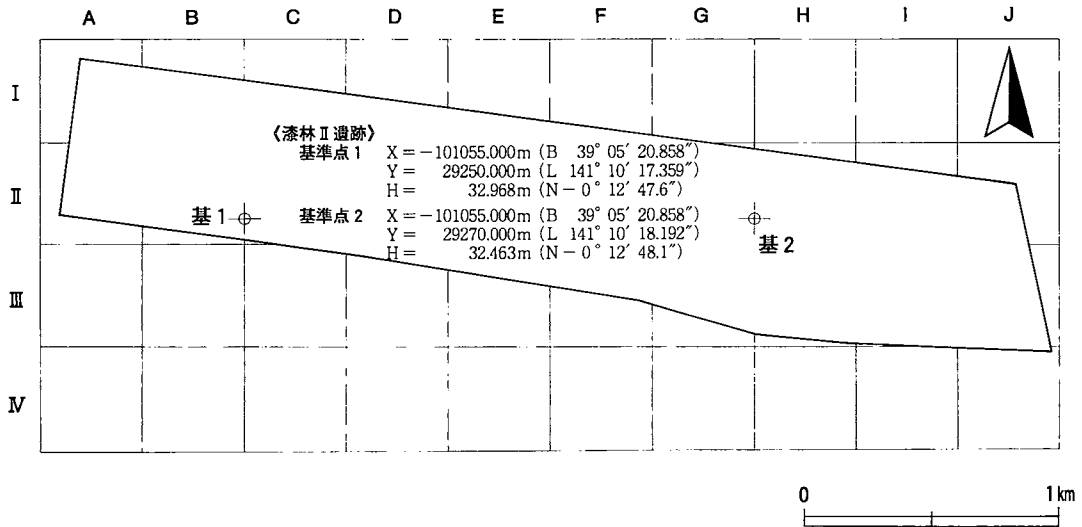 A B C D E F G H I J
I
《漆林Ⅱ遺跡》
基準点1 X=-101055.000m (B 39° 05′ 20.858″)
Y= 29250.000m (L 141° 10′ 17.359″)
Ⅱ
H= 32.968m (N-0° 12′ 47.6″)
基1
基準点2 X=-101055.000m (B 39° 05′ 20.858″)
Y= 29270.000m (L 141° 10′ 18.192″)
基2
H= 32.463m (N-0° 12′ 48.1″)
Ⅲ
Ⅳ
0 1km